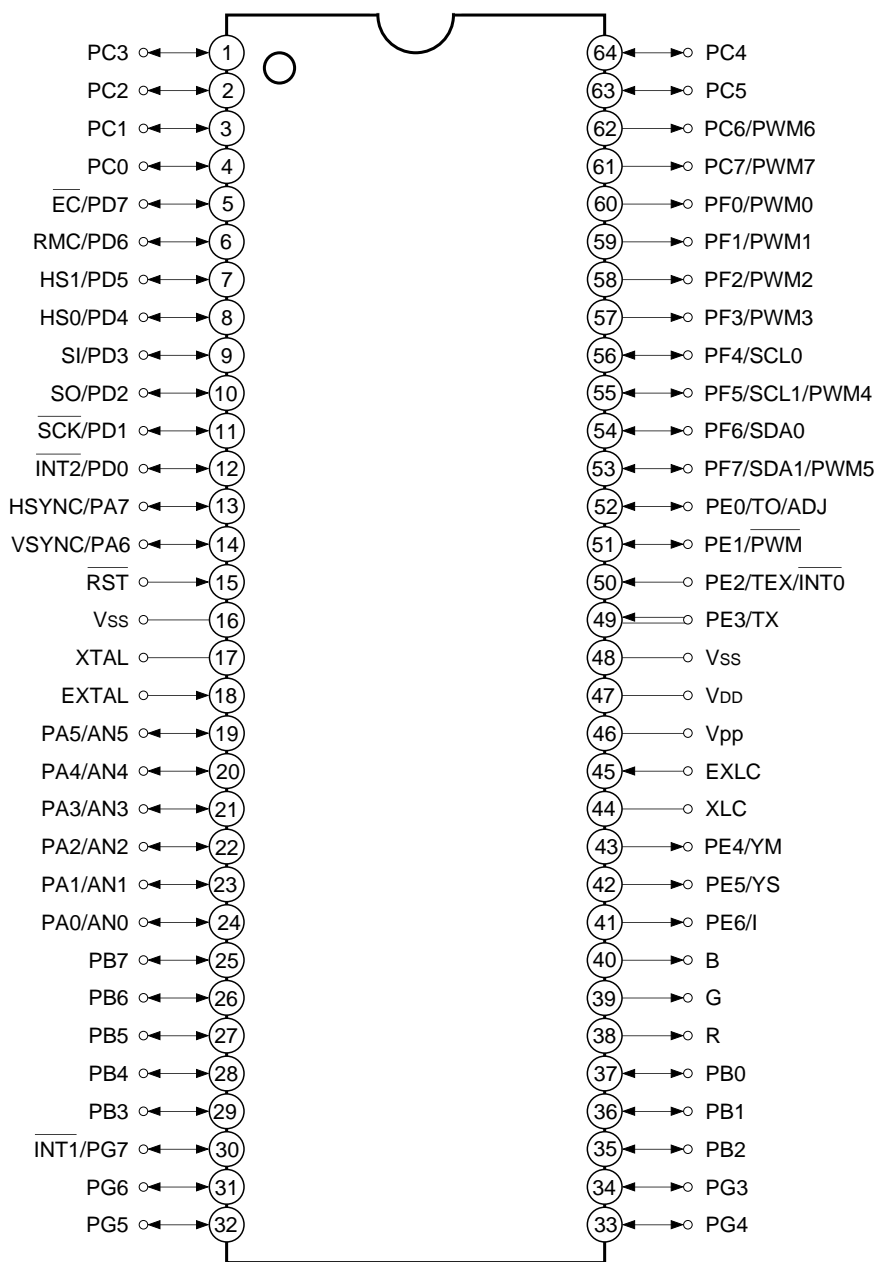 PC3 1 64 PC4
PC2 2 63 PC5
PC1 3 62 PC6/PWM6
PC0 4 61 PC7/PWM7
E̅C̅/PD7 5 60 PF0/PWM0
RMC/PD6 6 59 PF1/PWM1
HS1/PD5 7 58 PF2/PWM2
HS0/PD4 8 57 PF3/PWM3
SI/PD3 9 56 PF4/SCL0
SO/PD2 10 55 PF5/SCL1/PWM4
S̅C̅K̅/PD1 11 54 PF6/SDA0
I̅N̅T̅2̅/PD0 12 53 PF7/SDA1/PWM5
HSYNC/PA7 13 52 PE0/TO/ADJ
VSYNC/PA6 14 51 PE1/P̅W̅M̅
R̅S̅T̅ 15 50 PE2/TEX/I̅N̅T̅0̅
Vss 16 49 PE3/TX
XTAL 17 48 Vss
EXTAL 18 47 VDD
PA5/AN5 19 46 Vpp
PA4/AN4 20 45 EXLC
PA3/AN3 21 44 XLC
PA2/AN2 22 43 PE4/YM
PA1/AN1 23 42 PE5/YS
PA0/AN0 24 41 PE6/I
PB7 25 40 B
PB6 26 39 G
PB5 27 38 R
PB4 28 37 PB0
PB3 29 36 PB1
I̅N̅T̅1̅/PG7 30 35 PB2
PG6 31 34 PG3
PG5 32 33 PG4